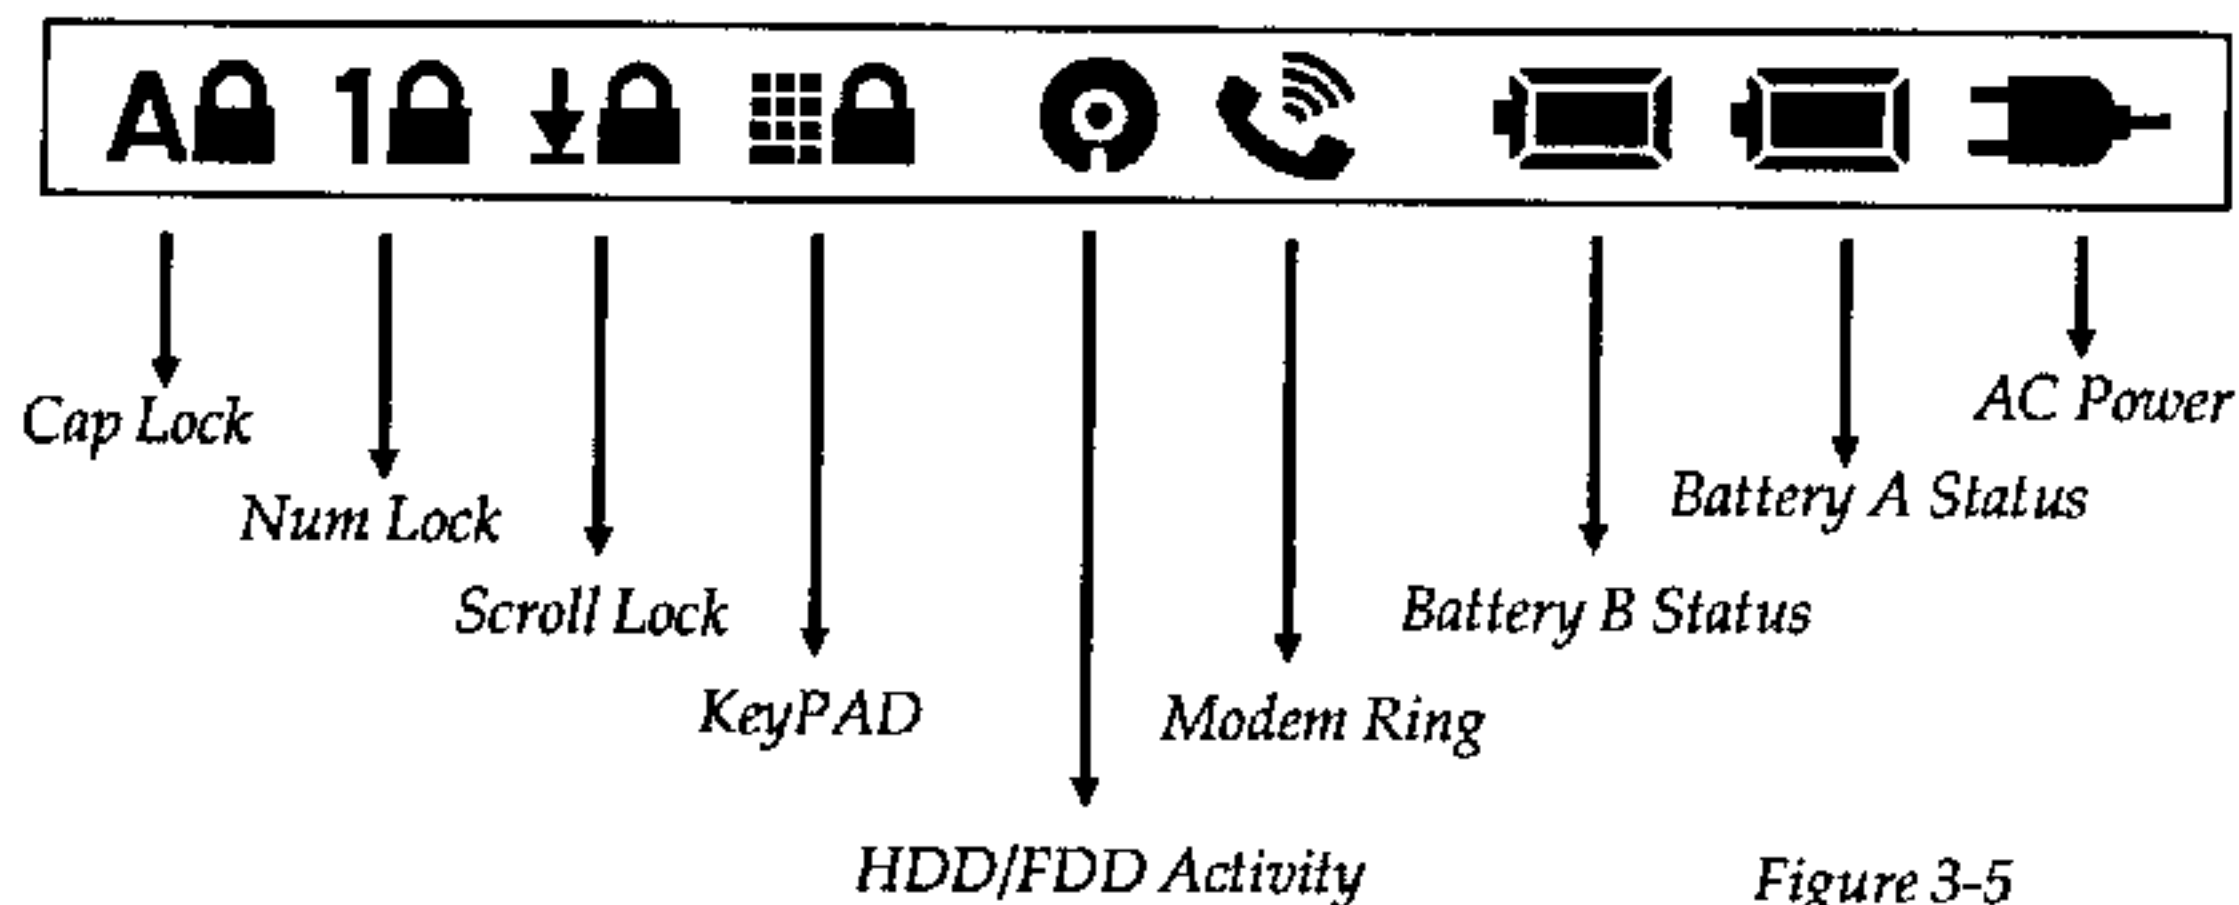 A 1
Cap Lock
Num Lock
Scroll Lock
KeyPAD
HDD/FDD Activity
Modem Ring
Battery B Status
Battery A Status
AC Power
Figure 3-5